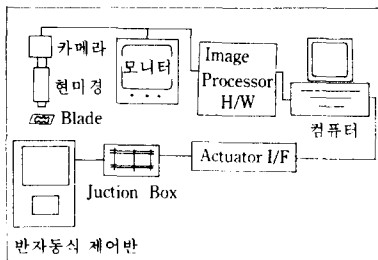 카메라
현미경
Blade
모니터
Image
Processor
H/W
컴퓨터
Actuator I/F
Juction Box
반자동식 제어반